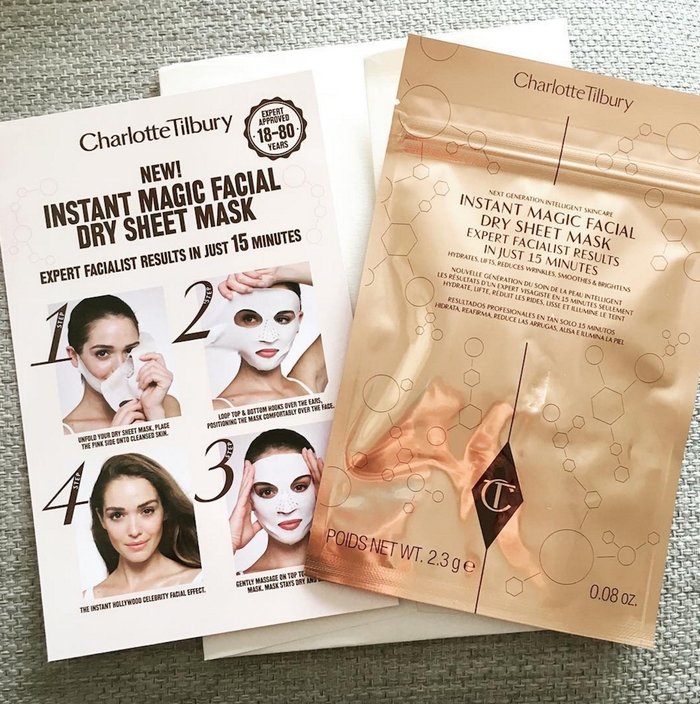 CharlotteTilbury
EXPERT
APPROVED
18-80
YEARS
NEW!
INSTANT MAGIC FACIAL
DRY SHEET MASK
EXPERT FACIALIST RESULTS IN JUST 15 MINUTES
1 STEP
UNFOLD YOUR DRY SHEET MASK, PLACE
THE PINK SIDE ONTO CLEANSED SKIN.
2 STEP
LOOP TOP & BOTTOM HOOKS OVER THE EARS,
POSITIONING THE MASK COMFORTABLY OVER THE FACE.
4 STEP
THE INSTANT HOLLYWOOD CELEBRITY FACIAL EFFECT.
3 STEP
GENTLY MASSAGE ON TOP
MASK. MASK STAYS DRY AND
CharlotteTilbury
NEXT GENERATION INTELLIGENT SKINCARE
INSTANT MAGIC FACIAL
DRY SHEET MASK
EXPERT FACIALIST RESULTS
IN JUST 15 MINUTES
HYDRATES, LIFTS, REDUCES WRINKLES, SMOOTHES & BRIGHTENS
NOUVELLE GÉNÉRATION DU SOIN DE LA PEAU INTELLIGENT
LES RÉSULTATS D'UN EXPERT VISAGISTE EN 15 MINUTES SEULEMENT
HYDRATE, LIFTE, RÉDUIT LES RIDES, LISSE ET ILLUMINE LE TEINT
RESULTADOS PROFESIONALES EN TAN SOLO 15 MINUTOS
HIDRATA, REAFIRMA, REDUCE LAS ARRUGAS, ALISA E ILUMINA LA PIEL
CT
POIDS NET WT. 2.3 g e
0.08 oz.